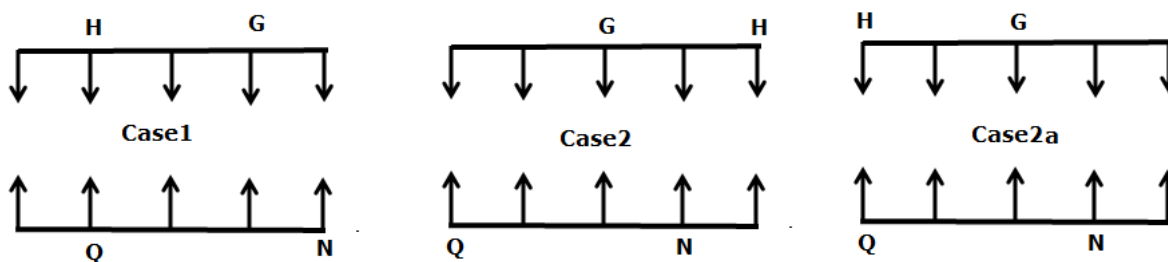 H G
Case1
Q N
G H
Case2
Q N
H G
Case2a
Q N